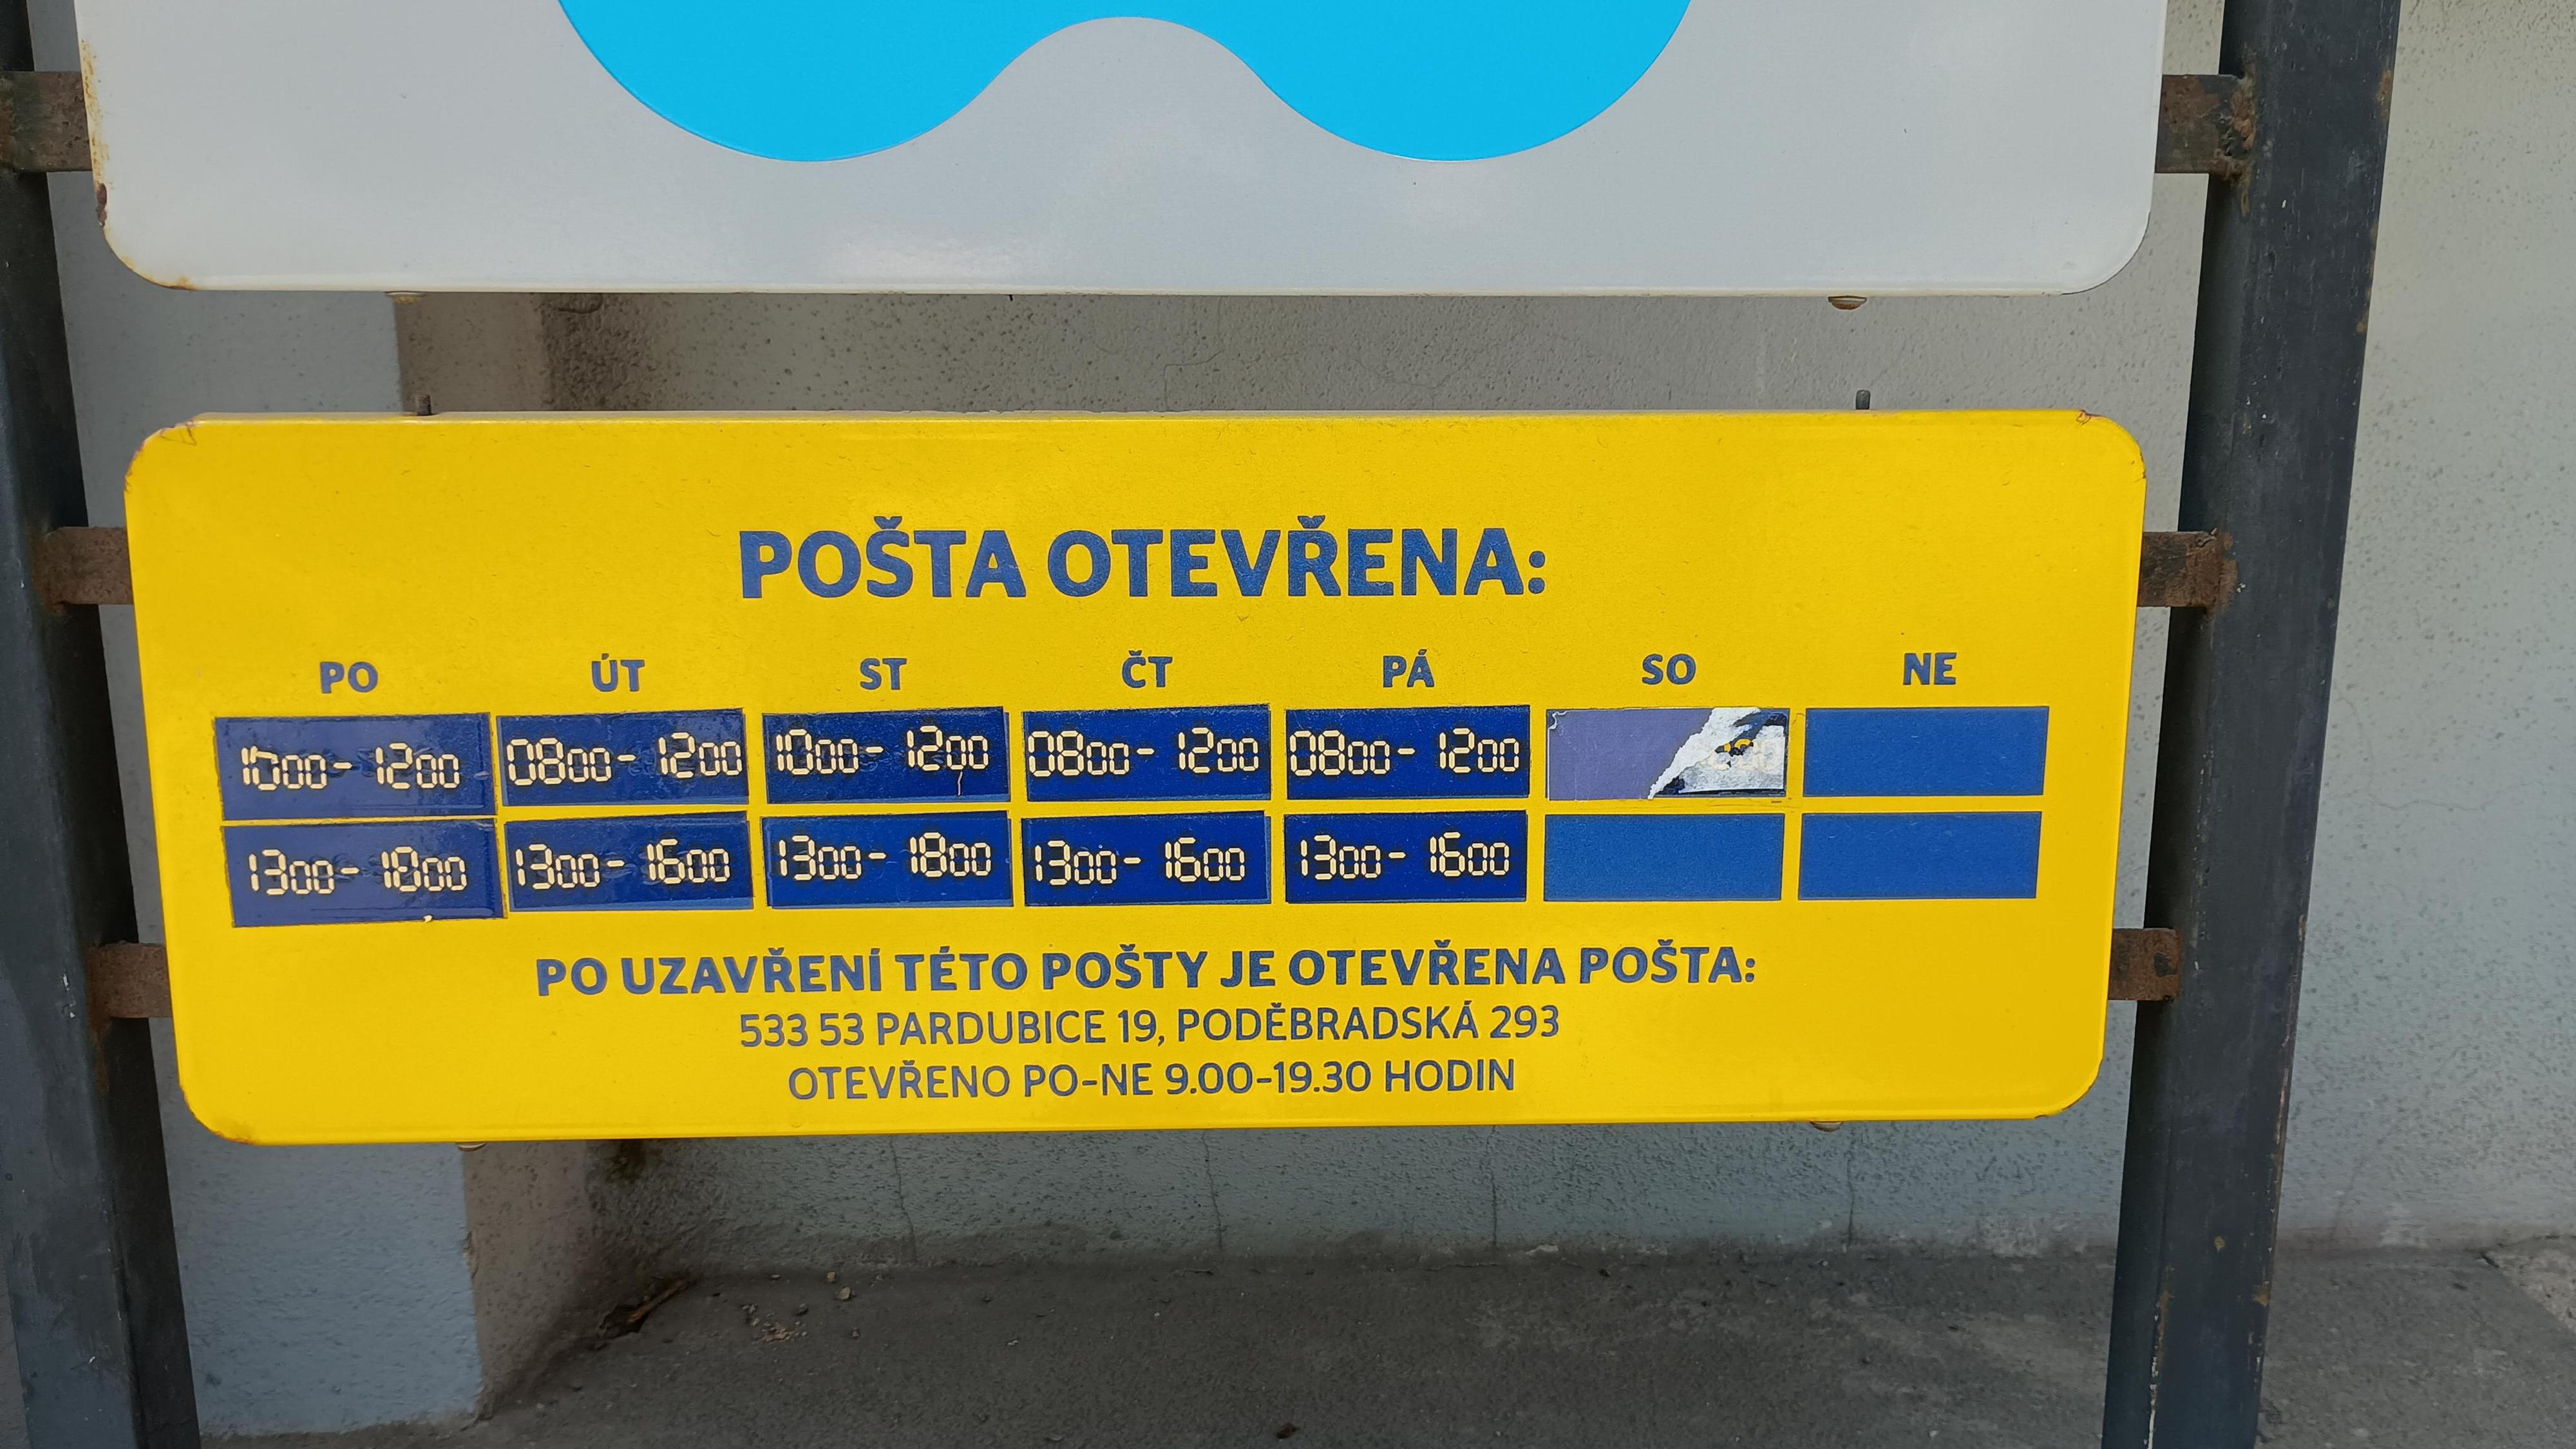 POŠTA OTEVŘENA:
PO ÚT ST ČT PÁ SO NE
1000 - 1200 0800 - 1200 1000 - 1200 0800 - 1200 0800 - 1200
1300 - 1800 1300 - 1600 1300 - 1800 1300 - 1600 1300 - 1600
PO UZAVŘENÍ TÉTO POŠTY JE OTEVŘENA POŠTA:
533 53 PARDUBICE 19, PODĚBRADSKÁ 293
OTEVŘENO PO-NE 9.00-19.30 HODIN